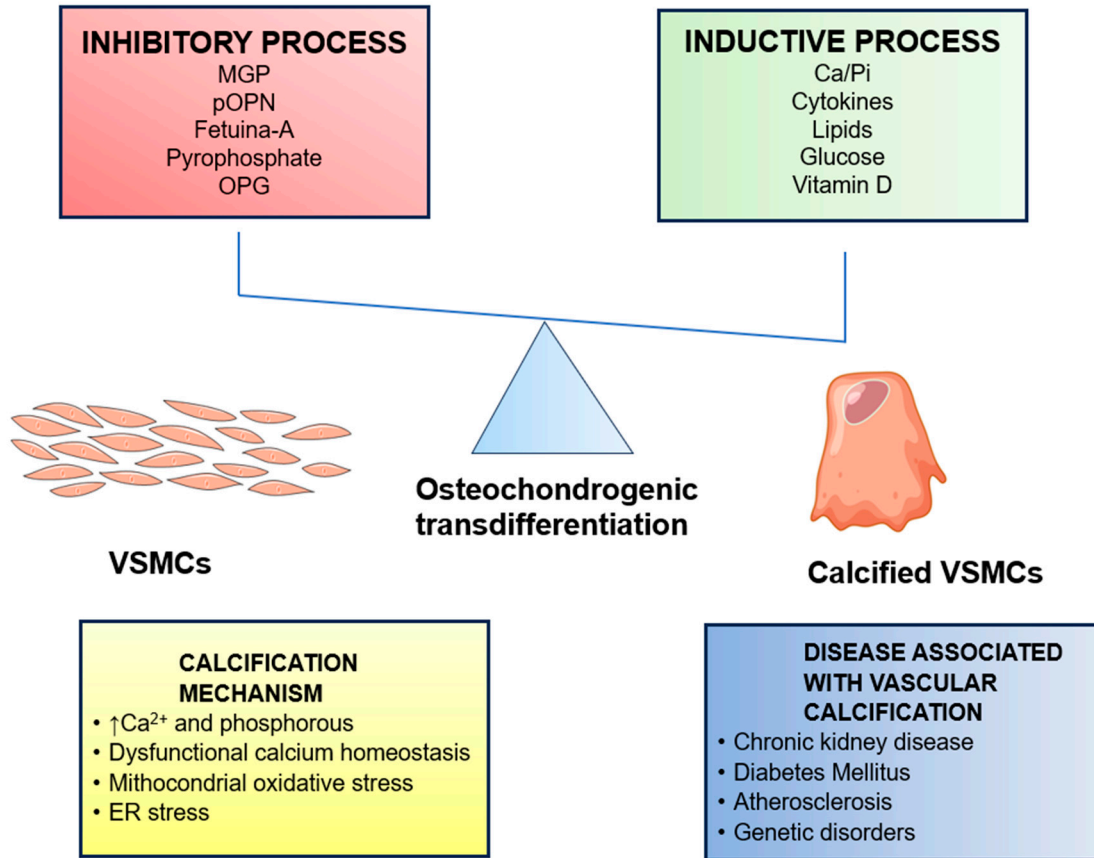 INHIBITORY PROCESS
MGP
pOPN
Fetuina-A
Pyrophosphate
OPG
INDUCTIVE PROCESS
Ca/Pi
Cytokines
Lipids
Glucose
Vitamin D
Osteochondrogenic
transdifferentiation
VSMCs
Calcified VSMCs
CALCIFICATION
MECHANISM
• ↑Ca²⁺ and phosphorous
• Dysfunctional calcium homeostasis
• Mithocondrial oxidative stress
• ER stress
DISEASE ASSOCIATED
WITH VASCULAR
CALCIFICATION
• Chronic kidney disease
• Diabetes Mellitus
• Atherosclerosis
• Genetic disorders